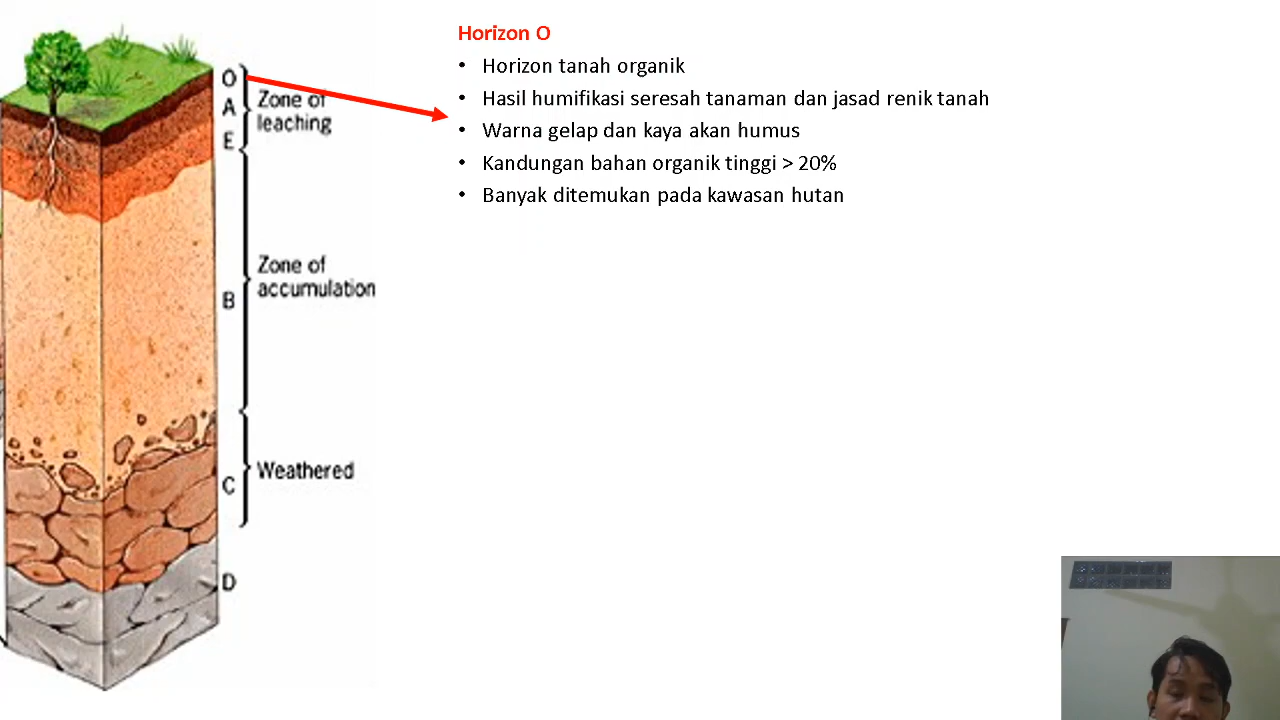 Horizon O
• Horizon tanah organik
• Hasil humifikasi seresah tanaman dan jasad renik tanah
• Warna gelap dan kaya akan humus
• Kandungan bahan organik tinggi > 20%
• Banyak ditemukan pada kawasan hutan
O
A
E
Zone of
leaching
B
Zone of
accumulation
C
Weathered
D